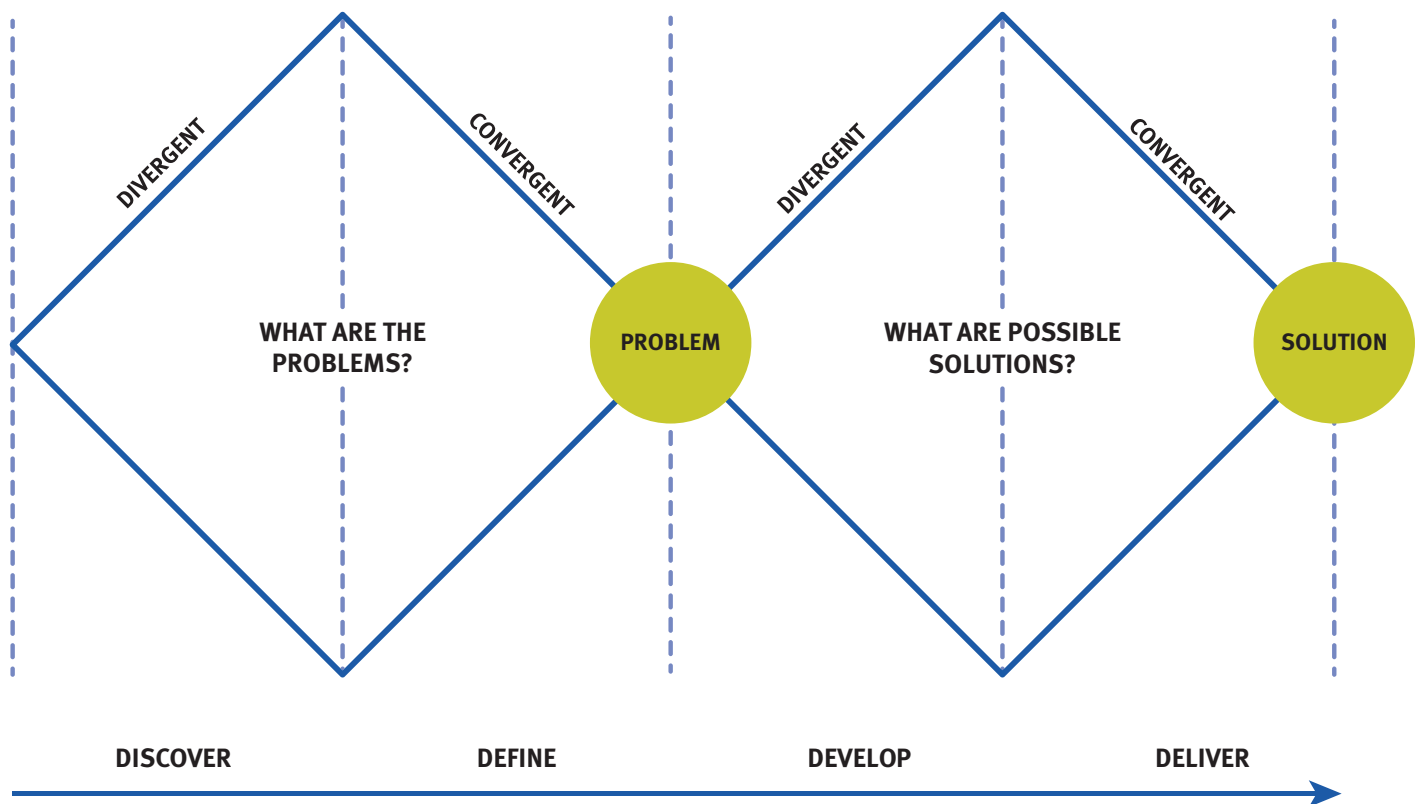 DIVERGENT
CONVERGENT
DIVERGENT
CONVERGENT
WHAT ARE THE
PROBLEMS?
PROBLEM
WHAT ARE POSSIBLE
SOLUTIONS?
SOLUTION
DISCOVER
DEFINE
DEVELOP
DELIVER